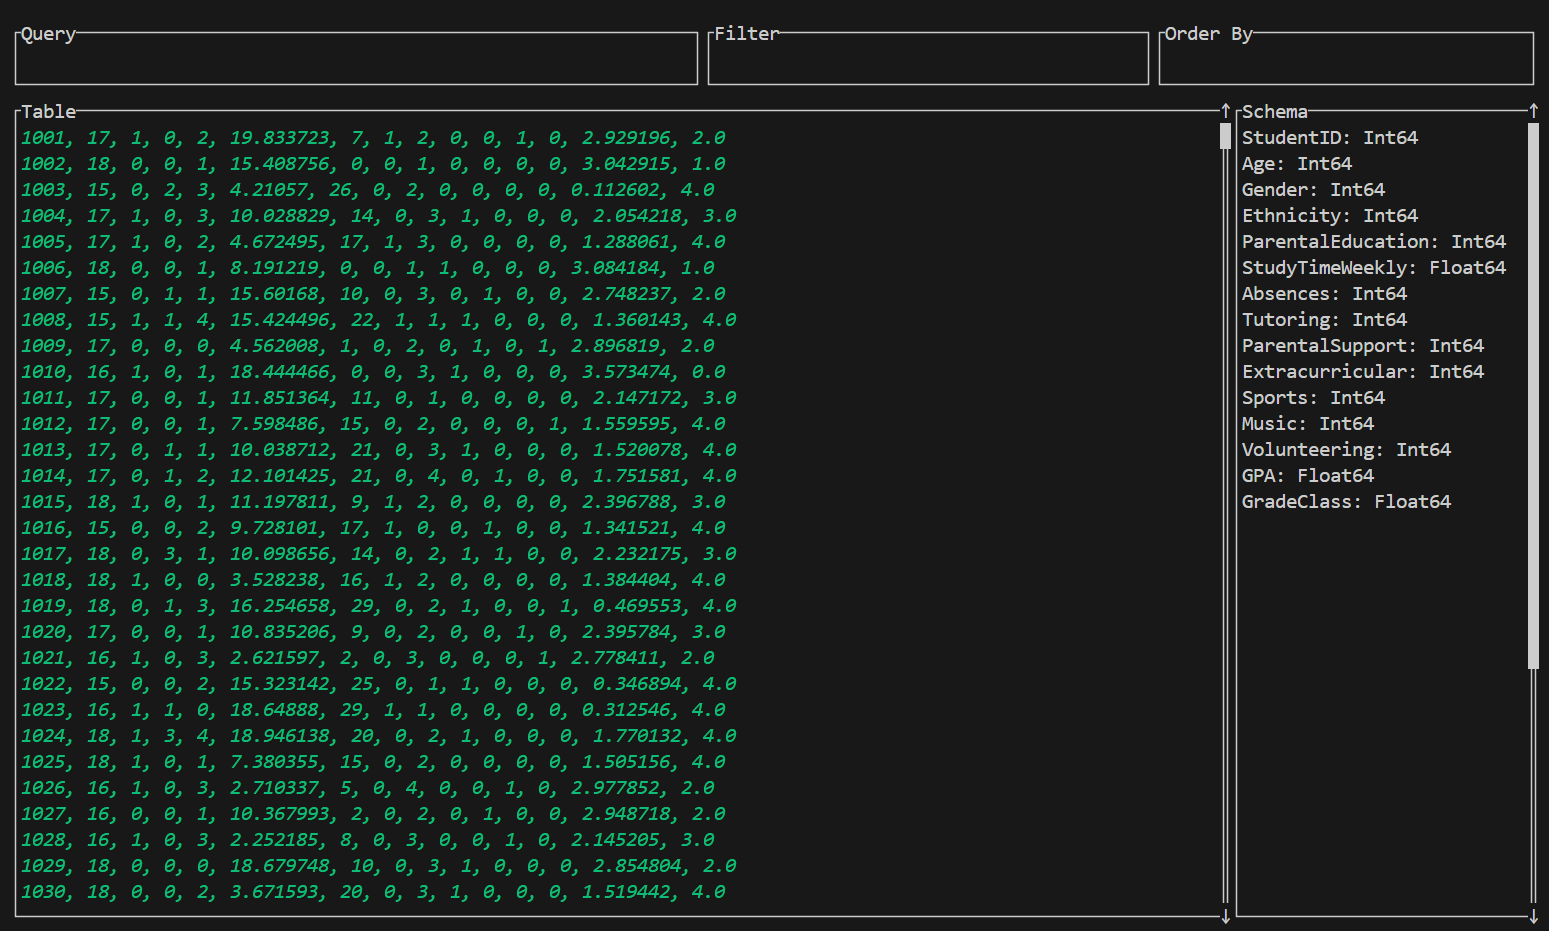 Query
Filter
Order By
Table
1001, 17, 1, 0, 2, 19.833723, 7, 1, 2, 0, 0, 1, 0, 2.929196, 2.0
1002, 18, 0, 0, 1, 15.408756, 0, 0, 1, 0, 0, 0, 0, 3.042915, 1.0
1003, 15, 0, 2, 3, 4.21057, 26, 0, 2, 0, 0, 0, 0, 0.112602, 4.0
1004, 17, 1, 0, 3, 10.028829, 14, 0, 3, 1, 0, 0, 0, 2.054218, 3.0
1005, 17, 1, 0, 2, 4.672495, 17, 1, 3, 0, 0, 0, 0, 1.288061, 4.0
1006, 18, 0, 0, 1, 8.191219, 0, 0, 1, 1, 0, 0, 0, 3.084184, 1.0
1007, 15, 0, 1, 1, 15.60168, 10, 0, 3, 0, 1, 0, 0, 2.748237, 2.0
1008, 15, 1, 1, 4, 15.424496, 22, 1, 1, 1, 0, 0, 0, 1.360143, 4.0
1009, 17, 0, 0, 0, 4.562008, 1, 0, 2, 0, 1, 0, 1, 2.896819, 2.0
1010, 16, 1, 0, 1, 18.444466, 0, 0, 3, 1, 0, 0, 0, 3.573474, 0.0
1011, 17, 0, 0, 1, 11.851364, 11, 0, 1, 0, 0, 0, 0, 2.147172, 3.0
1012, 17, 0, 0, 1, 7.598486, 15, 0, 2, 0, 0, 0, 1, 1.559595, 4.0
1013, 17, 0, 1, 1, 10.038712, 21, 0, 3, 1, 0, 0, 0, 1.520078, 4.0
1014, 17, 0, 1, 2, 12.101425, 21, 0, 4, 0, 1, 0, 0, 1.751581, 4.0
1015, 18, 1, 0, 1, 11.197811, 9, 1, 2, 0, 0, 0, 0, 2.396788, 3.0
1016, 15, 0, 0, 2, 9.728101, 17, 1, 0, 0, 1, 0, 0, 1.341521, 4.0
1017, 18, 0, 3, 1, 10.098656, 14, 0, 2, 1, 1, 0, 0, 2.232175, 3.0
1018, 18, 1, 0, 0, 3.528238, 16, 1, 2, 0, 0, 0, 0, 1.384404, 4.0
1019, 18, 0, 1, 3, 16.254658, 29, 0, 2, 1, 0, 0, 1, 0.469553, 4.0
1020, 17, 0, 0, 1, 10.835206, 9, 0, 2, 0, 0, 1, 0, 2.395784, 3.0
1021, 16, 1, 0, 3, 2.621597, 2, 0, 3, 0, 0, 0, 1, 2.778411, 2.0
1022, 15, 0, 0, 2, 15.323142, 25, 0, 1, 1, 0, 0, 0, 0.346894, 4.0
1023, 16, 1, 1, 0, 18.64888, 29, 1, 1, 0, 0, 0, 0, 0.312546, 4.0
1024, 18, 1, 3, 4, 18.946138, 20, 0, 2, 1, 0, 0, 0, 1.770132, 4.0
1025, 18, 1, 0, 1, 7.380355, 15, 0, 2, 0, 0, 0, 0, 1.505156, 4.0
1026, 16, 1, 0, 3, 2.710337, 5, 0, 4, 0, 0, 1, 0, 2.977852, 2.0
1027, 16, 0, 0, 1, 10.367993, 2, 0, 2, 0, 1, 0, 0, 2.948718, 2.0
1028, 16, 1, 0, 3, 2.252185, 8, 0, 3, 0, 0, 1, 0, 2.145205, 3.0
1029, 18, 0, 0, 0, 18.679748, 10, 0, 3, 1, 0, 0, 0, 2.854804, 2.0
1030, 18, 0, 0, 2, 3.671593, 20, 0, 3, 1, 0, 0, 0, 1.519442, 4.0
Schema
StudentID: Int64
Age: Int64
Gender: Int64
Ethnicity: Int64
ParentalEducation: Int64
StudyTimeWeekly: Float64
Absences: Int64
Tutoring: Int64
ParentalSupport: Int64
Extracurricular: Int64
Sports: Int64
Music: Int64
Volunteering: Int64
GPA: Float64
GradeClass: Float64